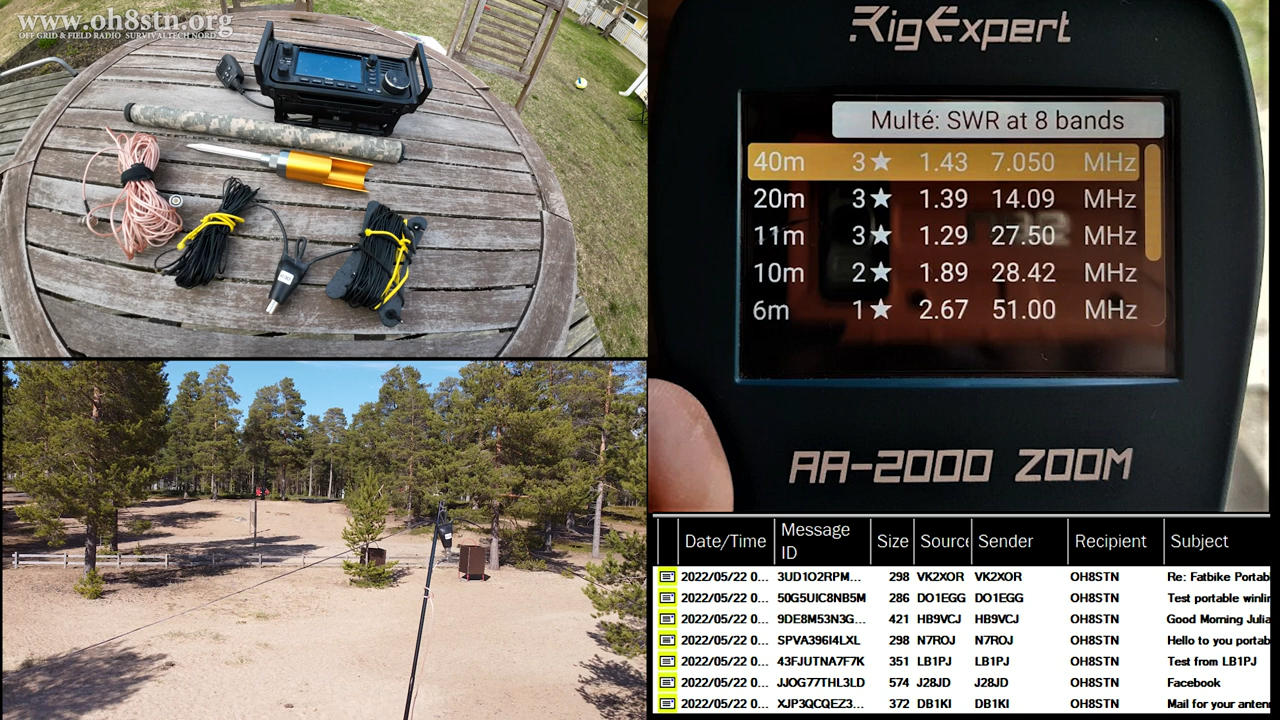 www.oh8stn.org
OFF GRID & FIELD RADIO SURVIVALTECH NORD
RigExpert
Multé: SWR at 8 bands
40m 3★ 1.43 7.050 MHz
20m 3★ 1.39 14.09 MHz
11m 3★ 1.29 27.50 MHz
10m 2★ 1.89 28.42 MHz
6m 1★ 2.67 51.00 MHz
AA-2000 ZOOM
Date/Time Message ID Size Source Sender Recipient Subject
2022/05/22 0... 3UD1O2RPM... 298 VK2XOR VK2XOR OH8STN Re: Fatbike Portab
2022/05/22 0... 50G5UIC8NB5M 286 DO1EGG DO1EGG OH8STN Test portable winlin
2022/05/22 0... 9DE8M53N3G... 421 HB9VCJ HB9VCJ OH8STN Good Morning Julia
2022/05/22 0... SPVA396I4LXL 298 N7ROJ N7ROJ OH8STN Hello to you portab
2022/05/22 0... 43FJUTNA7F7K 351 LB1PJ LB1PJ OH8STN Test from LB1PJ
2022/05/22 0... JJOG77THL3LD 574 J28JD J28JD OH8STN Facebook
2022/05/22 0... XJP3QCQEZ3... 372 DB1KI DB1KI OH8STN Mail for your anten